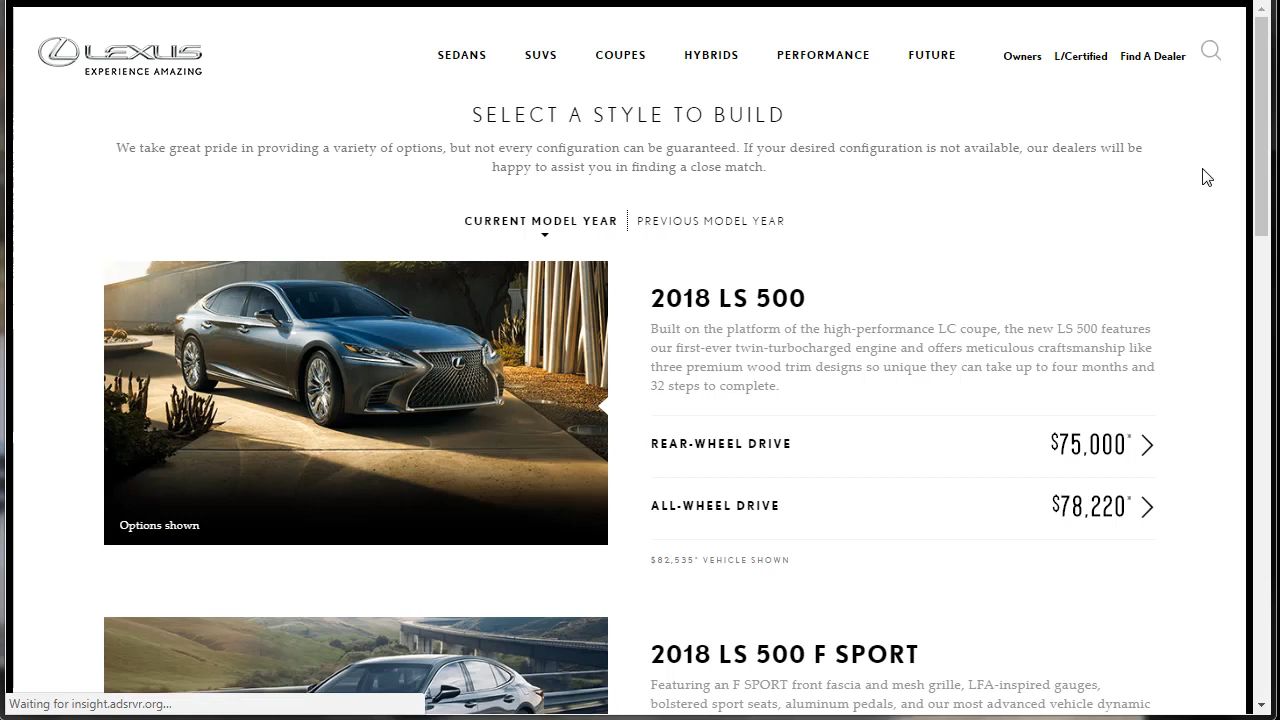 LEXUS
EXPERIENCE AMAZING
SEDANS SUVS COUPES HYBRIDS PERFORMANCE FUTURE Owners L/Certified Find A Dealer
SELECT A STYLE TO BUILD
We take great pride in providing a variety of options, but not every configuration can be guaranteed. If your desired configuration is not available, our dealers will be
happy to assist you in finding a close match.
CURRENT MODEL YEAR PREVIOUS MODEL YEAR
2018 LS 500
Built on the platform of the high-performance LC coupe, the new LS 500 features
our first-ever twin-turbocharged engine and offers meticulous craftsmanship like
three premium wood trim designs so unique they can take up to four months and
32 steps to complete.
REAR-WHEEL DRIVE $75,000*
ALL-WHEEL DRIVE $78,220*
Options shown
$82,535* VEHICLE SHOWN
2018 LS 500 F SPORT
Featuring an F SPORT front fascia and mesh grille, LFA-inspired gauges,
bolstered sport seats, aluminum pedals, and our most advanced vehicle dynamic
Waiting for insight.adsrvr.org...